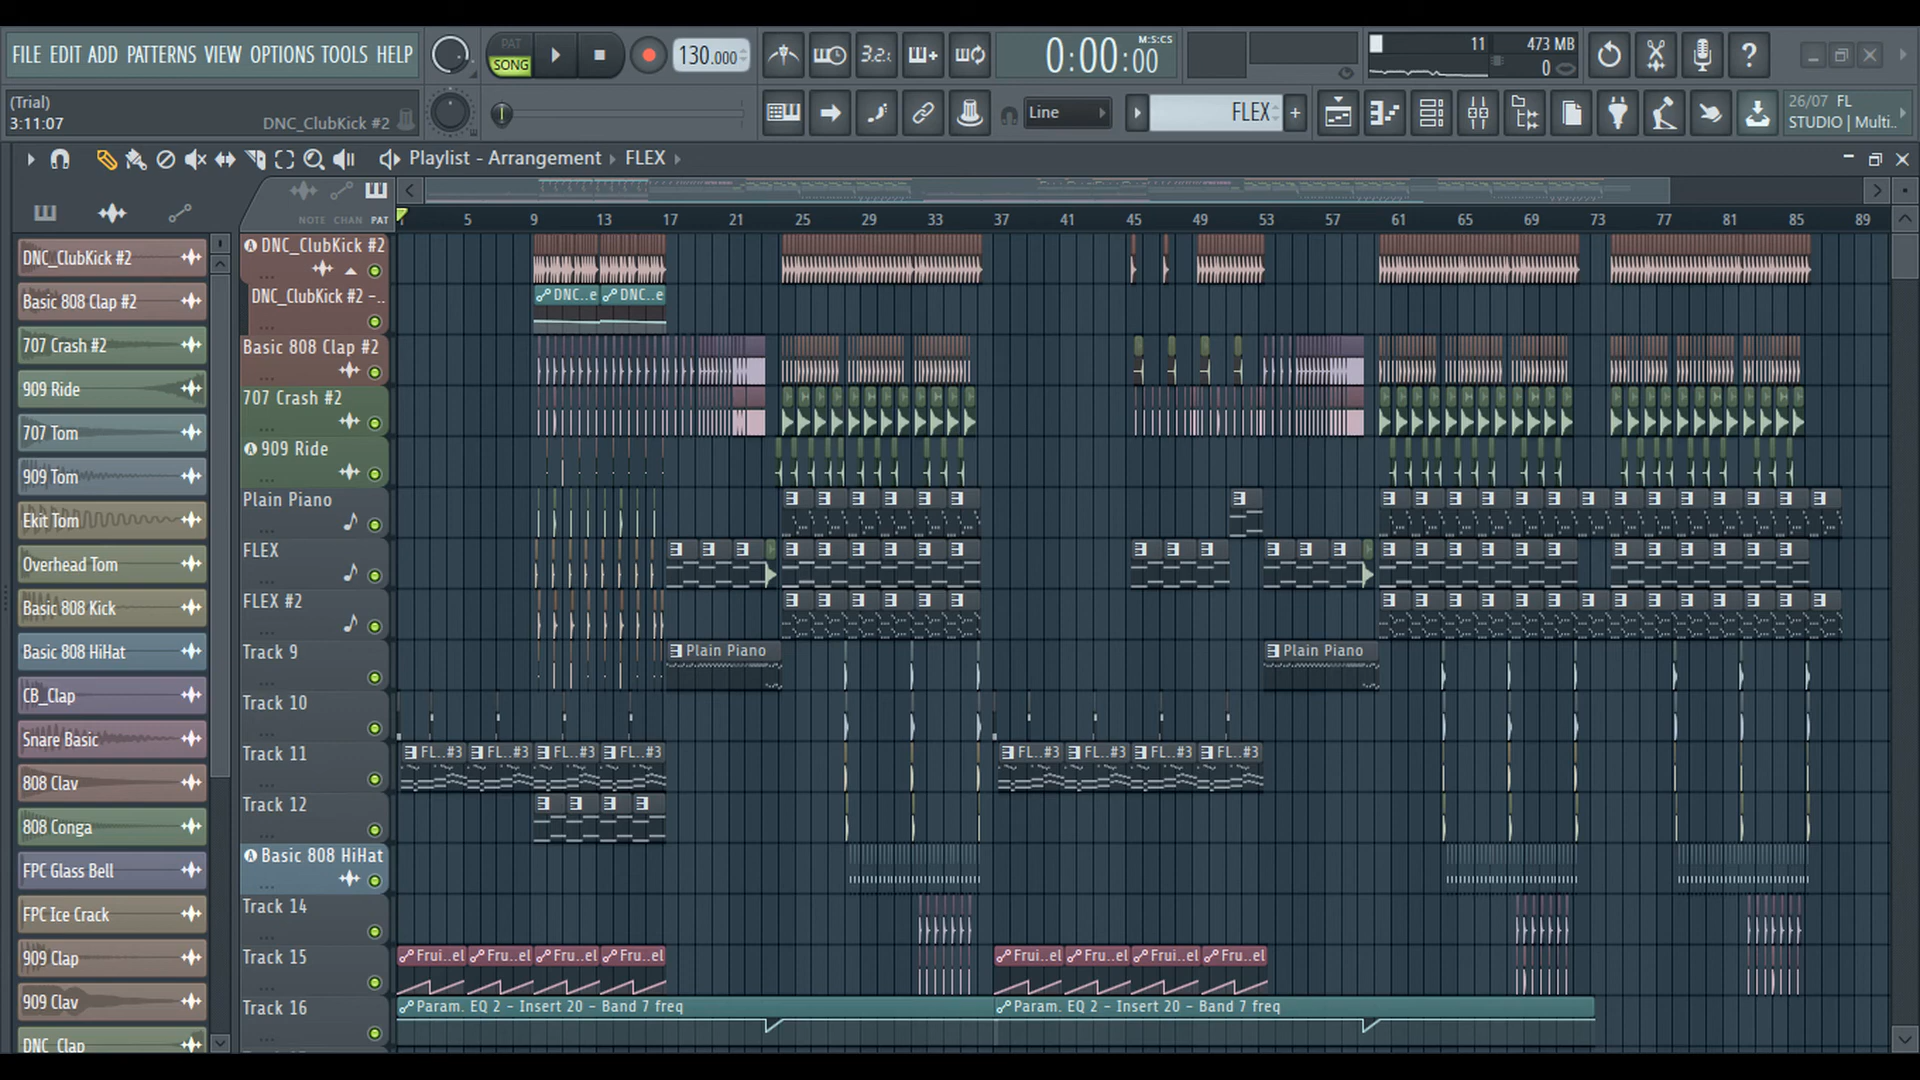 FILE EDIT ADD PATTERNS VIEW OPTIONS TOOLS HELP
PAT
SONG
130.000
3.2.
M:S:CS
0:00:00
11
473 MB
0
(Trial)
3:11:07
DNC_ClubKick #2
Line
FLEX
26/07 FL
STUDIO | Multi..
Playlist - Arrangement
FLEX
NOTE CHAN PAT
5 9 13 17 21 25 29 33 37 41 45 49 53 57 61 65 69 73 77 81 85 89
DNC_ClubKick #2
Basic 808 Clap #2
707 Crash #2
909 Ride
707 Tom
909 Tom
Ekit Tom
Overhead Tom
Basic 808 Kick
Basic 808 HiHat
CB_Clap
Snare Basic
808 Clav
808 Conga
FPC Glass Bell
FPC Ice Crack
909 Clap
909 Clav
DNC_Clap
DNC_ClubKick #2
DNC_ClubKick #2 -..
DNC..e DNC..e
Basic 808 Clap #2
707 Crash #2
909 Ride
Plain Piano
FLEX
FLEX #2
Track 9
Plain Piano
Plain Piano
Track 10
Track 11
FL..#3 FL..#3 FL..#3 FL..#3
FL..#3 FL..#3 FL..#3 FL..#3
Track 12
Basic 808 HiHat
Track 14
Track 15
Frui..el Fru..el Fru..el Fru..el
Frui..el Fru..el Frui..el Fru..el
Track 16
Param. EQ 2 - Insert 20 - Band 7 freq
Param. EQ 2 - Insert 20 - Band 7 freq